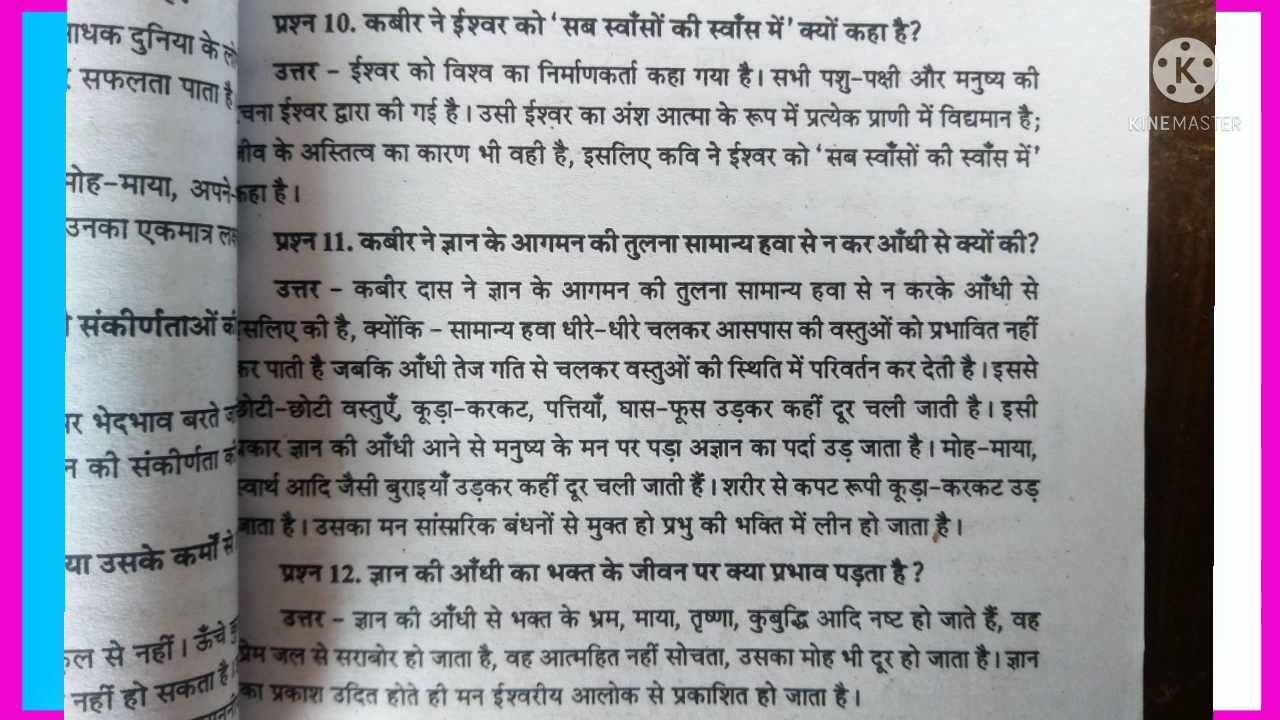 दुनिया के
सफलता पाता है
मोह-माया, अपने
उनका एकमात्र
संकीर्णताओं
भेदभाव बरते
न की संकीर्णता
या उसके कर्मों से
से नहीं। ऊँचे
नहीं हो सकता है।
प्रश्न 10. कबीर ने ईश्वर को 'सब स्वाँसों की स्वाँस में' क्यों कहा है?
उत्तर – ईश्वर को विश्व का निर्माणकर्ता कहा गया है। सभी पशु-पक्षी और मनुष्य की
चना ईश्वर द्वारा की गई है। उसी ईश्वर का अंश आत्मा के रूप में प्रत्येक प्राणी में विद्यमान है;
जीव के अस्तित्व का कारण भी वही है, इसलिए कवि ने ईश्वर को 'सब स्वाँसों की स्वाँस में'
कहा है।
प्रश्न 11. कबीर ने ज्ञान के आगमन की तुलना सामान्य हवा से न कर आँधी से क्यों की?
उत्तर – कबीर दास ने ज्ञान के आगमन की तुलना सामान्य हवा से न करके आँधी से
इसलिए की है, क्योंकि – सामान्य हवा धीरे-धीरे चलकर आसपास की वस्तुओं को प्रभावित नहीं
कर पाती है जबकि आँधी तेज गति से चलकर वस्तुओं की स्थिति में परिवर्तन कर देती है। इससे
छोटी-छोटी वस्तुएँ, कूड़ा-करकट, पत्तियाँ, घास-फूस उड़कर कहीं दूर चली जाती है। इसी
प्रकार ज्ञान की आँधी आने से मनुष्य के मन पर पड़ा अज्ञान का पर्दा उड़ जाता है। मोह-माया,
स्वार्थ आदि जैसी बुराइयाँ उड़कर कहीं दूर चली जाती हैं। शरीर से कपट रूपी कूड़ा-करकट उड़
जाता है। उसका मन सांसारिक बंधनों से मुक्त हो प्रभु की भक्ति में लीन हो जाता है।
प्रश्न 12. ज्ञान की आँधी का भक्त के जीवन पर क्या प्रभाव पड़ता है?
उत्तर – ज्ञान की आँधी से भक्त के भ्रम, माया, तृष्णा, कुबुद्धि आदि नष्ट हो जाते हैं, वह
प्रेम जल से सराबोर हो जाता है, वह आत्महित नहीं सोचता, उसका मोह भी दूर हो जाता है। ज्ञान
का प्रकाश उदित होते ही मन ईश्वरीय आलोक से प्रकाशित हो जाता है।
K
KINEMASTER